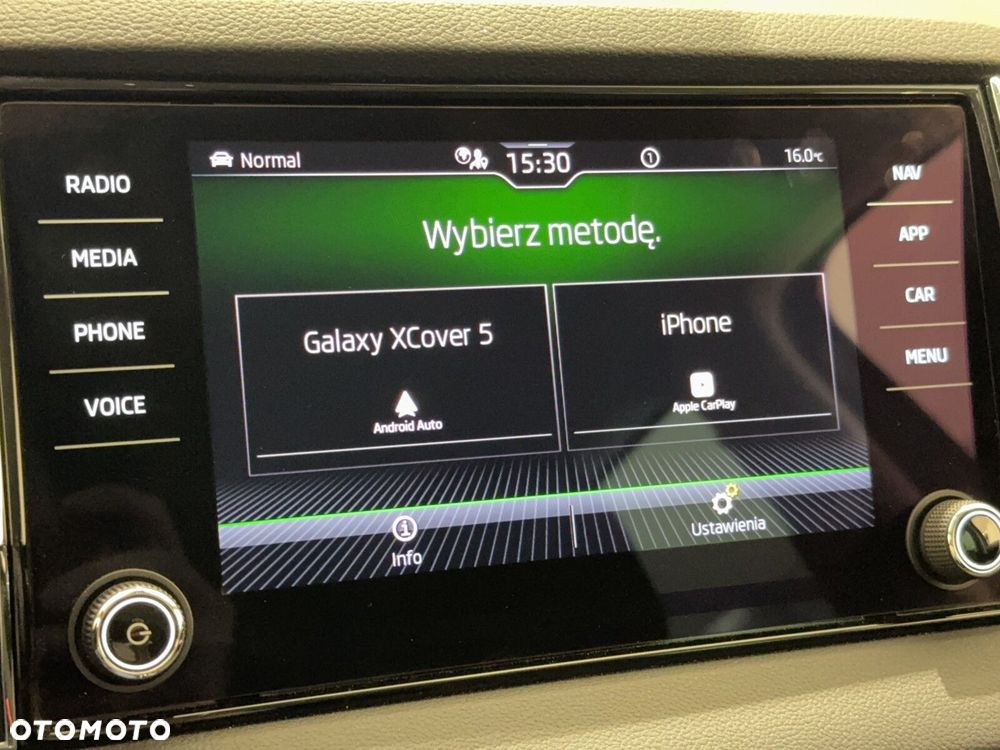 Normal
15:30
1
16.0°C
RADIO
MEDIA
PHONE
VOICE
Wybierz metodę.
Galaxy XCover 5
Android Auto
iPhone
Apple CarPlay
Info
Ustawienia
NAV
APP
CAR
MENU
OTOMOTO